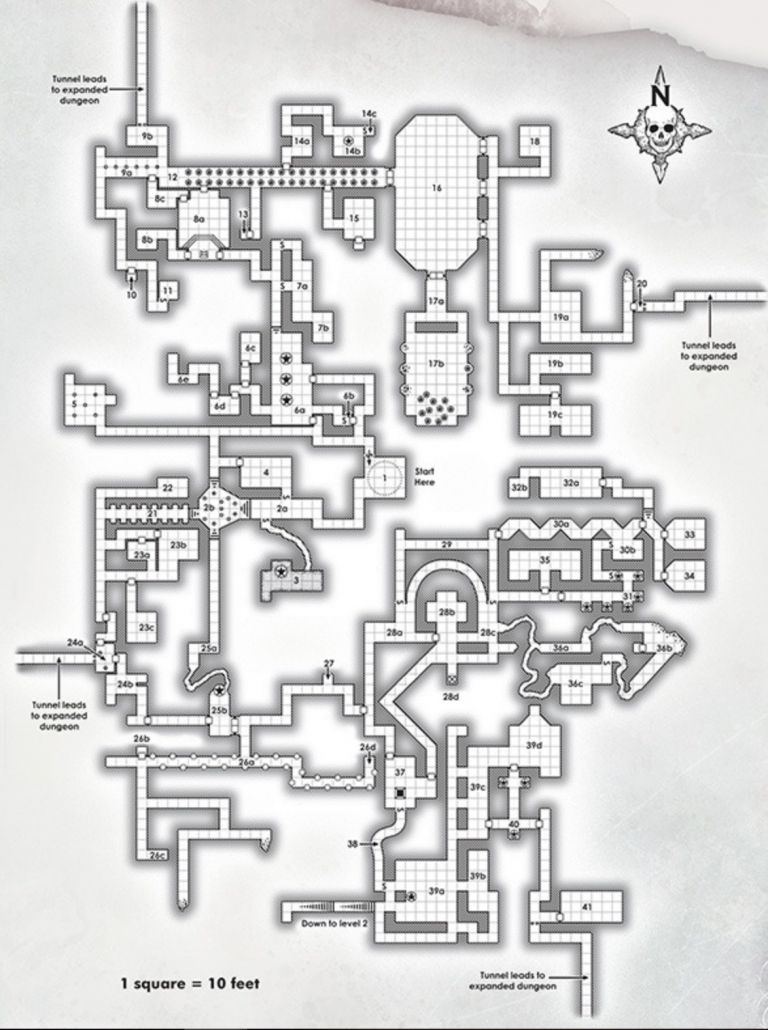 Tunnel leads
to expanded
dungeon
N
9b
14a
14c
S
14b
18
9a
12
16
8c
8a
13
15
8b
S
10
11
S
S
7a
17a
20
19a
7b
Tunnel leads
to expanded
dungeon
6c
17b
19b
6e
6d
6b
5
6a
S
19c
S
4
1
Start
Here
32b
32a
22
S
2b
2a
21
30a
33
23b
29
S
30b
23a
35
3
S
34
28b
S
S
31
23c
28a
28c
24a
25a
36a
36b
27
S
24b
28d
36c
Tunnel leads
to expanded
dungeon
25b
26b
26d
39d
26a
37
39c
S
40
38
26c
39b
S
39a
41
Down to level 2
Tunnel leads to
expanded dungeon
1 square = 10 feet